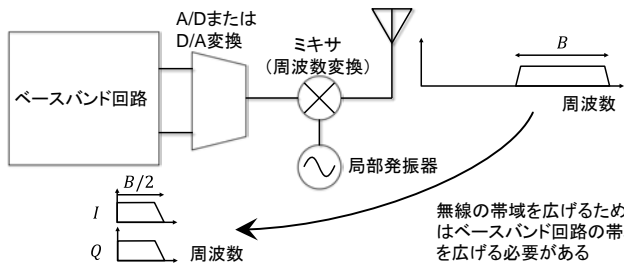 A/Dまたは
D/A変換
ミキサ
(周波数変換)
B
ベースバンド回路
周波数
局部発振器
B/2
I
Q
周波数
無線の帯域を広げるため
はベースバンド回路の帯
を広げる必要がある